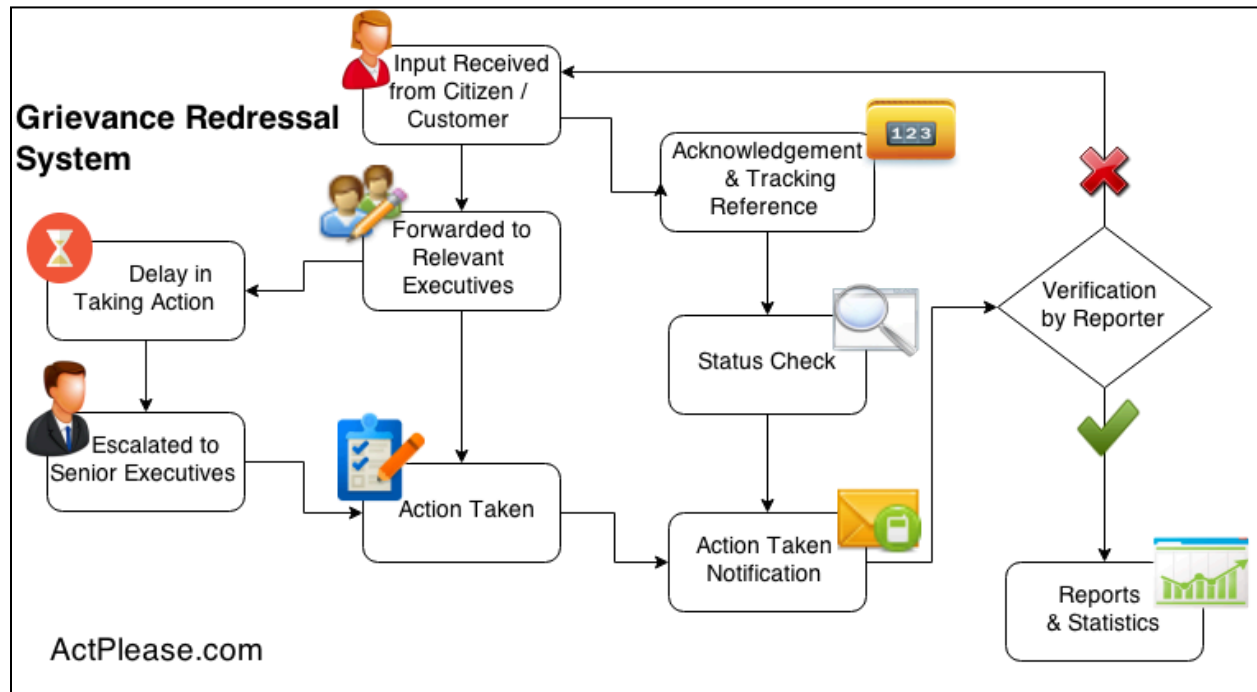 Grievance Redressal
System
Input Received
from Citizen /
Customer
Acknowledgement
& Tracking
Reference
123
Forwarded to
Relevant
Executives
Delay in
Taking Action
Verification
by Reporter
Status Check
Escalated to
Senior Executives
Action Taken
Action Taken
Notification
Reports
& Statistics
ActPlease.com